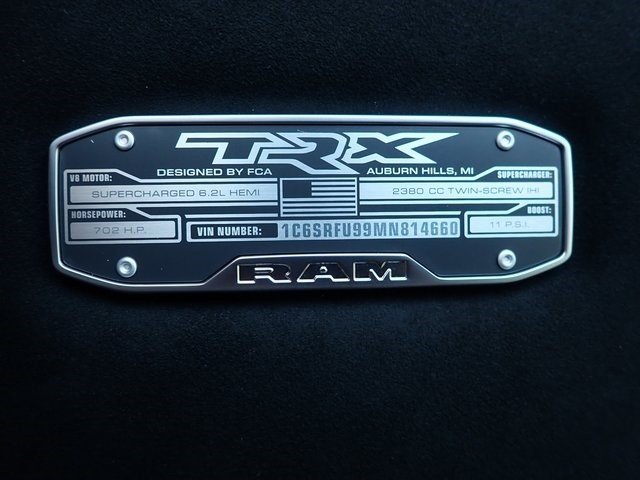 TRX
DESIGNED BY FCA AUBURN HILLS, MI
V8 MOTOR: SUPERCHARGER:
SUPERCHARGED 6.2L HEMI 2380 CC TWIN-SCREW IHI
HORSEPOWER: BOOST:
702 H.P. VIN NUMBER: 1C6SRFU99MN814660 11 P.S.I.
RAM